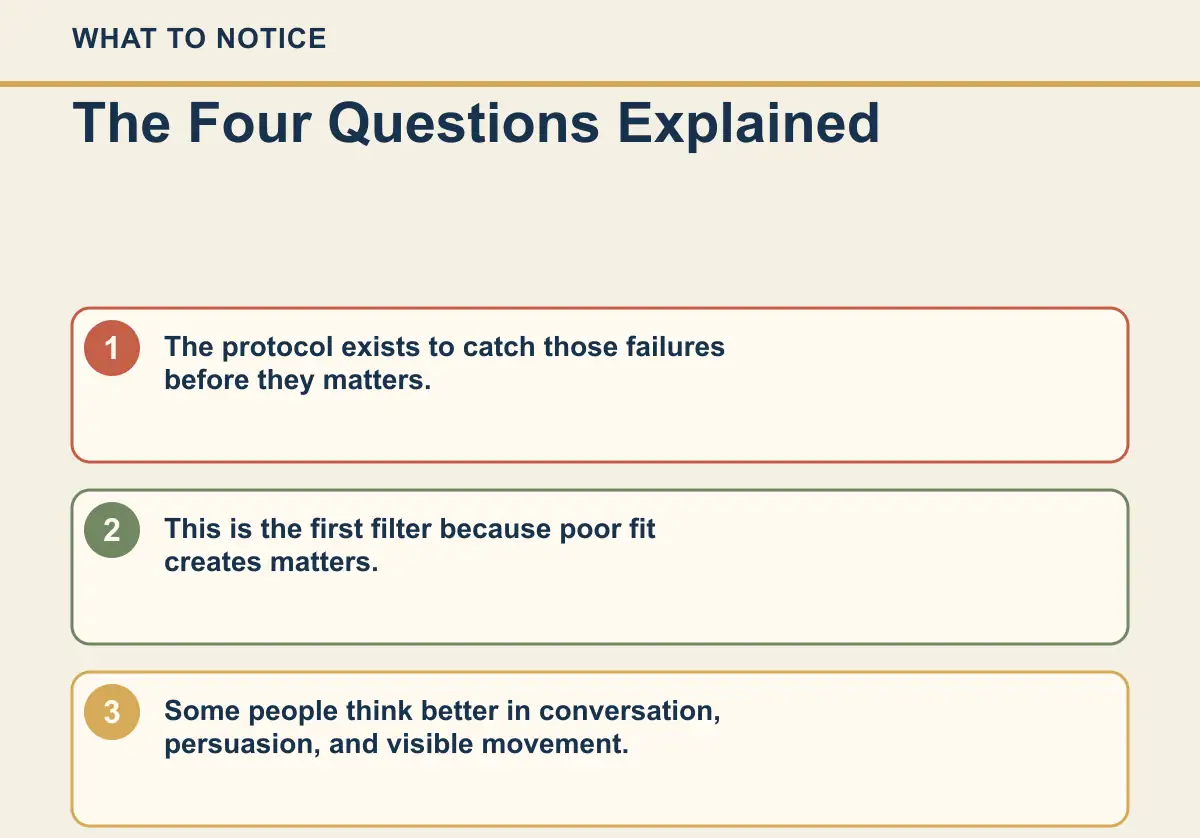 WHAT TO NOTICE
The Four Questions Explained
1
The protocol exists to catch those failures
before they matters.
2
This is the first filter because poor fit
creates matters.
3
Some people think better in conversation,
persuasion, and visible movement.